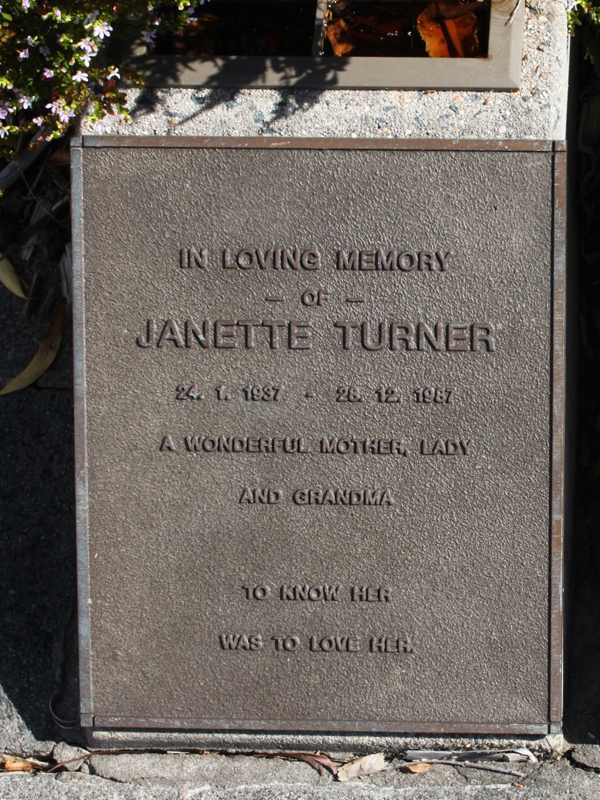 IN LOVING MEMORY
— OF —
JANETTE TURNER
24. 1. 1937 - 28. 12. 1987
A WONDERFUL MOTHER, LADY
AND GRANDMA
TO KNOW HER
WAS TO LOVE HER.